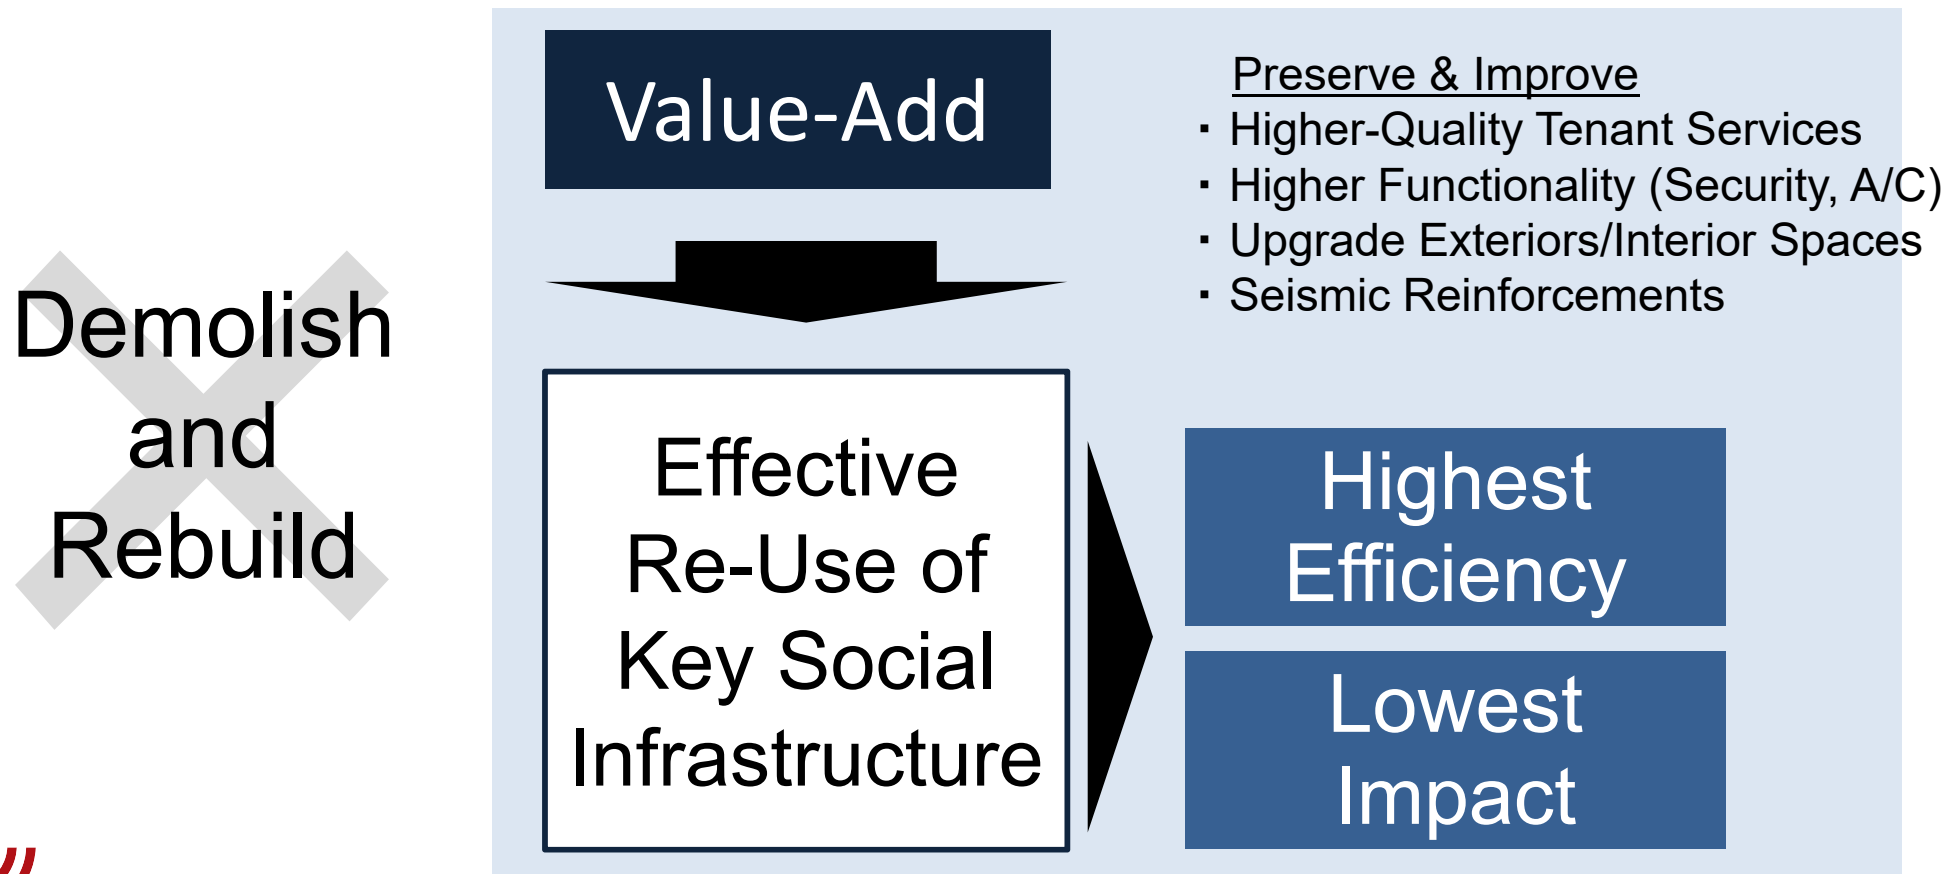 Demolish
and
Rebuild
Value-Add
Preserve & Improve
・Higher-Quality Tenant Services
・Higher Functionality (Security, A/C)
・Upgrade Exteriors/Interior Spaces
・Seismic Reinforcements
Effective
Re-Use of
Key Social
Infrastructure
Highest
Efficiency
Lowest
Impact
”